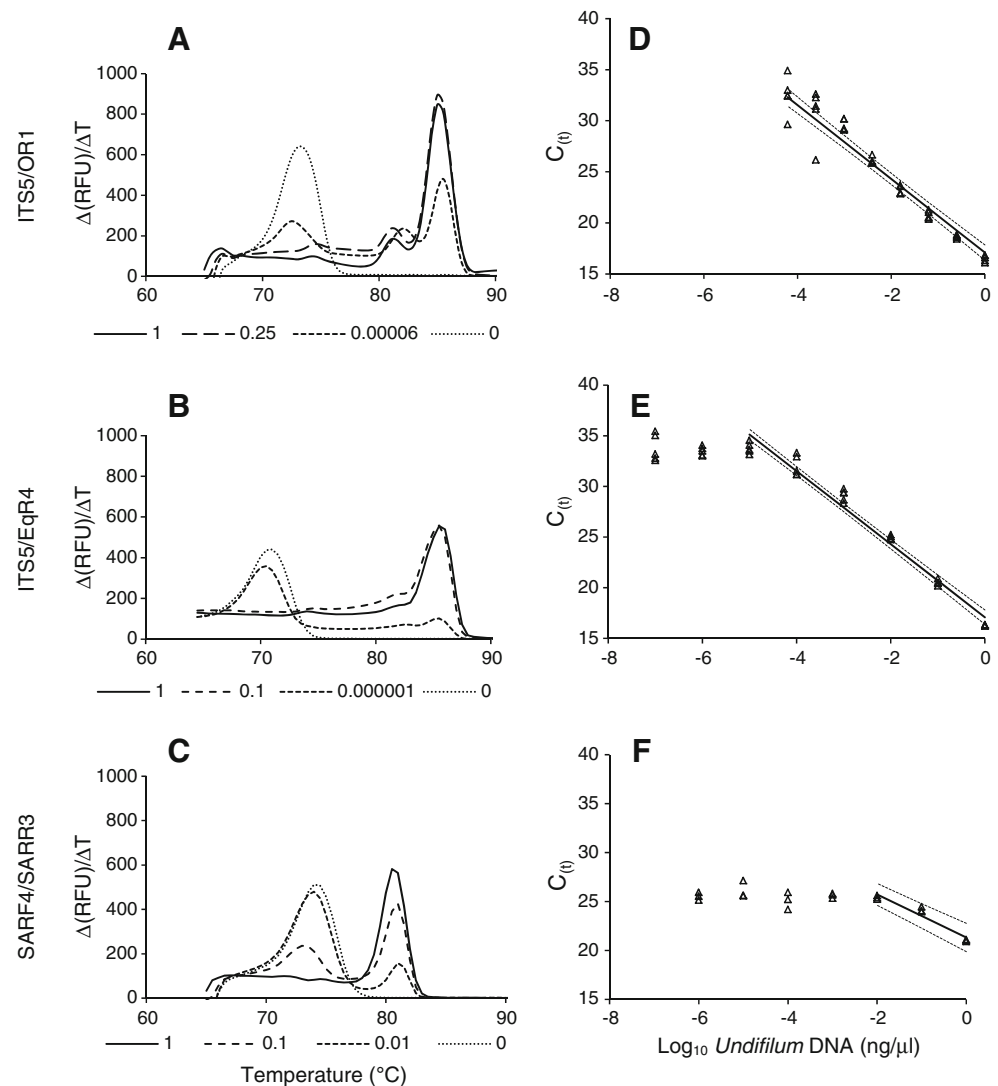 A
ITS5/OR1
Δ(RFU)/ΔT
1000
800
600
400
200
0
60 70 80 90
1 0.25 0.00006 0
D
C(t)
40
35
30
25
20
15
-8 -6 -4 -2 0
B
ITS5/EqR4
Δ(RFU)/ΔT
1000
800
600
400
200
0
60 70 80 90
1 0.1 0.000001 0
E
C(t)
40
35
30
25
20
15
-8 -6 -4 -2 0
C
SARF4/SARR3
Δ(RFU)/ΔT
1000
800
600
400
200
0
60 70 80 90
1 0.1 0.01 0
Temperature (°C)
F
C(t)
40
35
30
25
20
15
-8 -6 -4 -2 0
Log10 Undifilum DNA (ng/µl)